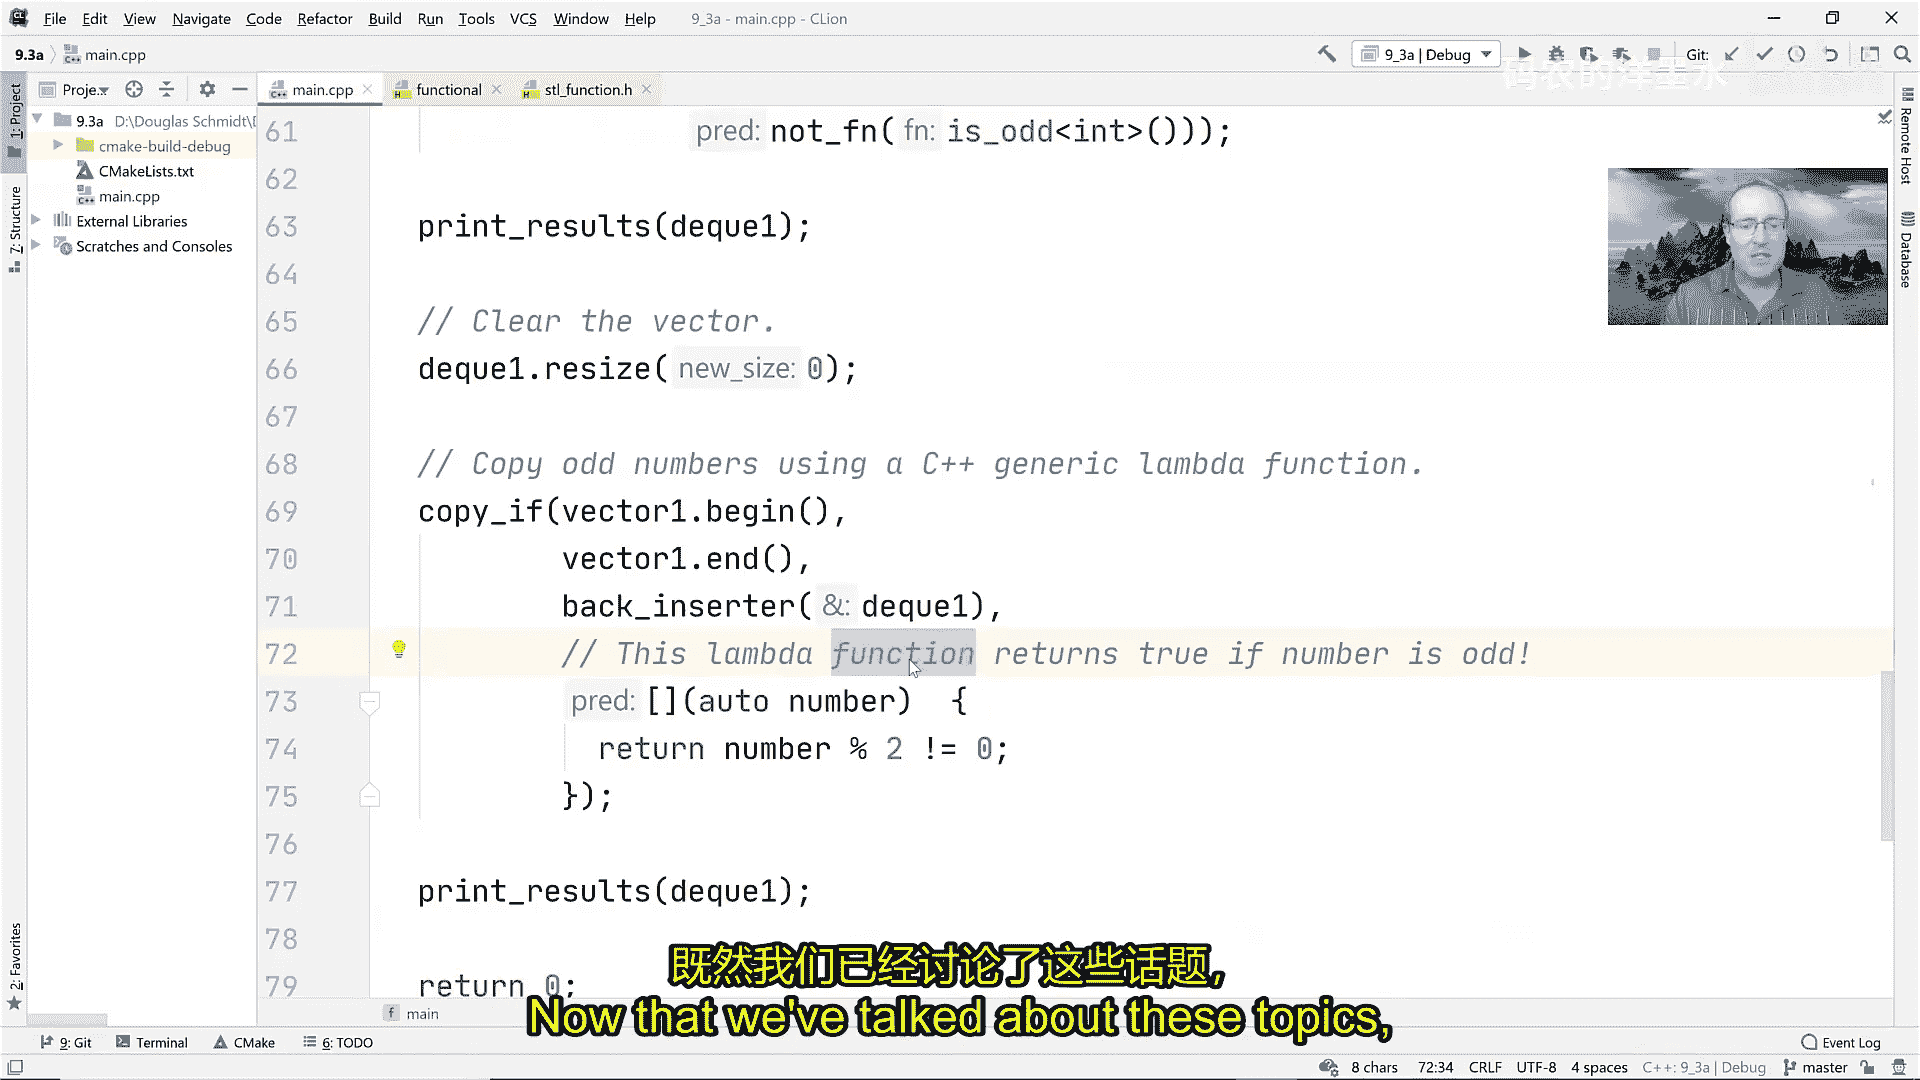 File Edit View Navigate Code Refactor Build Run Tools VCS Window Help 9_3a - main.cpp - CLion
9.3a main.cpp 9_3a | Debug Git:
码农的洋墨水
1: Project
Proje... main.cpp functional stl_function.h
9.3a D:\Douglas Schmidt\
cmake-build-debug
CMakeLists.txt
main.cpp
External Libraries
Scratches and Consoles
7: Structure
2: Favorites
Remote Host
Database
61 pred: not_fn( fn: is_odd<int>()));
62
63 print_results(deque1);
64
65 // Clear the vector.
66 deque1.resize( new_size: 0);
67
68 // Copy odd numbers using a C++ generic lambda function.
69 copy_if(vector1.begin(),
70 vector1.end(),
71 back_inserter( &: deque1),
72 // This lambda function returns true if number is odd!
73 pred: [](auto number) {
74 return number % 2 != 0;
75 });
76
77 print_results(deque1);
78
79 return 0;
f main
既然我们已经讨论了这些话题,
Now that we've talked about these topics,
9: Git Terminal CMake 6: TODO Event Log
8 chars 72:34 CRLF UTF-8 4 spaces C++: 9_3a | Debug master